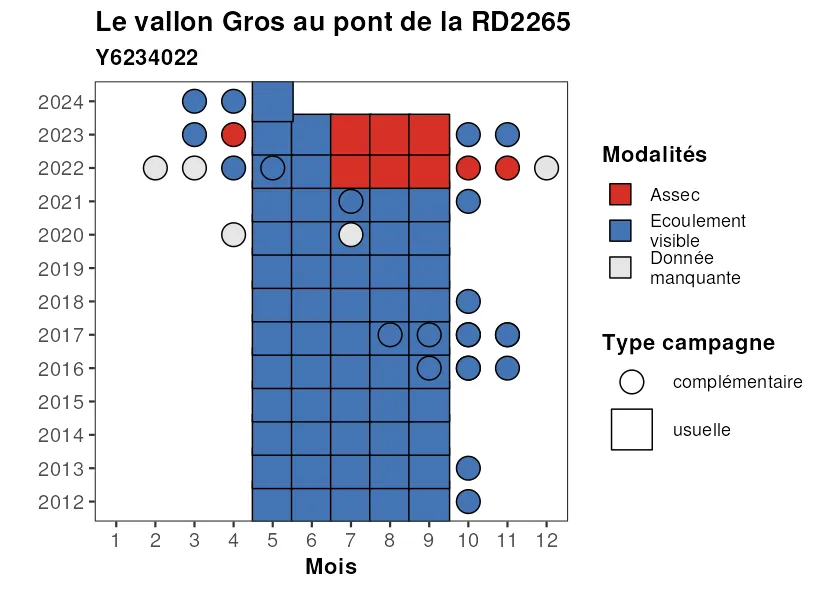 Le vallon Gros au pont de la RD2265
Y6234022
2024
2023
2022
2021
2020
2019
2018
2017
2016
2015
2014
2013
2012
1 2 3 4 5 6 7 8 9 10 11 12
Mois
Modalités
Assec
Ecoulement
visible
Donnée
manquante
Type campagne
complémentaire
usuelle